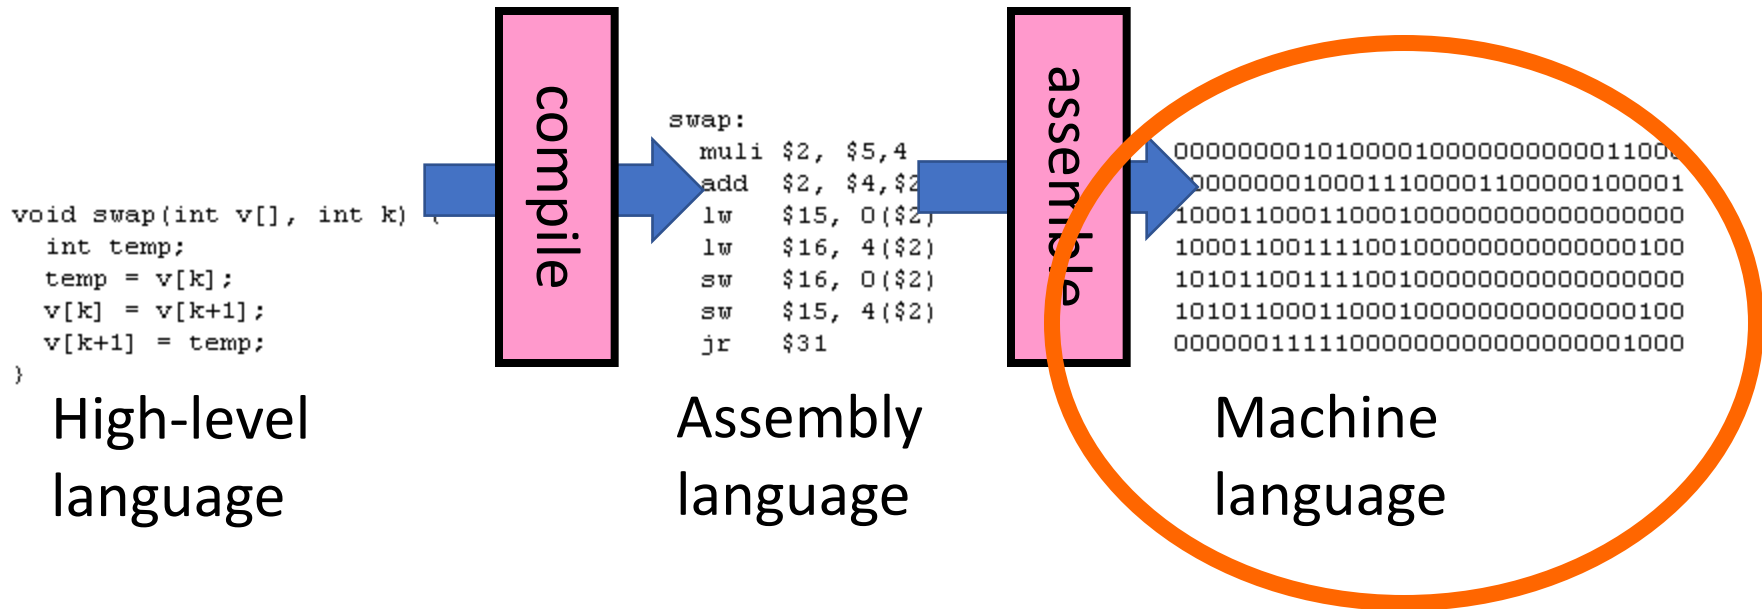 void swap(int v[], int k) {
int temp;
temp = v[k];
v[k] = v[k+1];
v[k+1] = temp;
}
High-level
language
compile
swap:
muli $2, $5,4
add $2, $4,$2
lw $15, 0($2)
lw $16, 4($2)
sw $16, 0($2)
sw $15, 4($2)
jr $31
Assembly
language
assemble
00000000101000010000000000011000
00000000100011100001100000100001
10001100011000100000000000000000
10001100111100100000000000000100
10101100111100100000000000000000
10101100011000100000000000000100
00000011111000000000000000001000
Machine
language